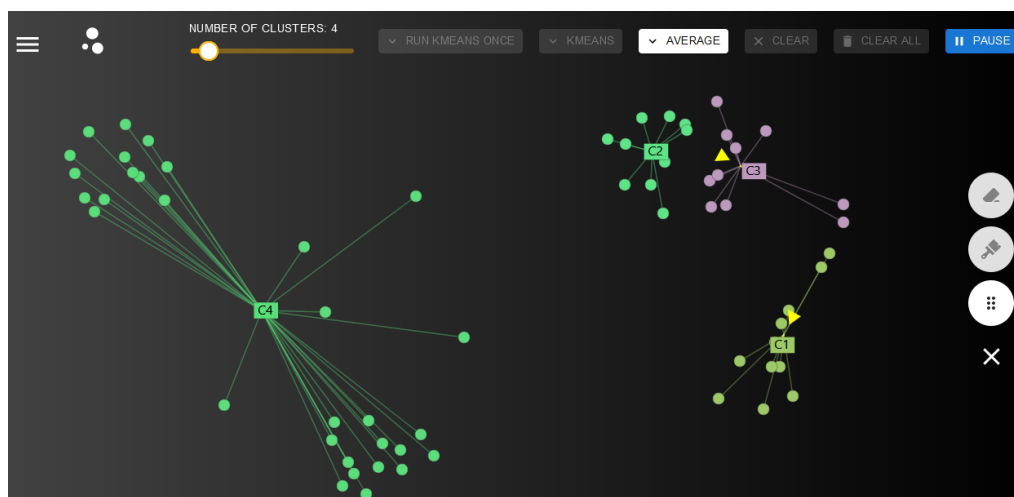 NUMBER OF CLUSTERS: 4
RUN KMEANS ONCE
KMEANS
AVERAGE
CLEAR
CLEAR ALL
PAUSE
C2
C3
C4
C1